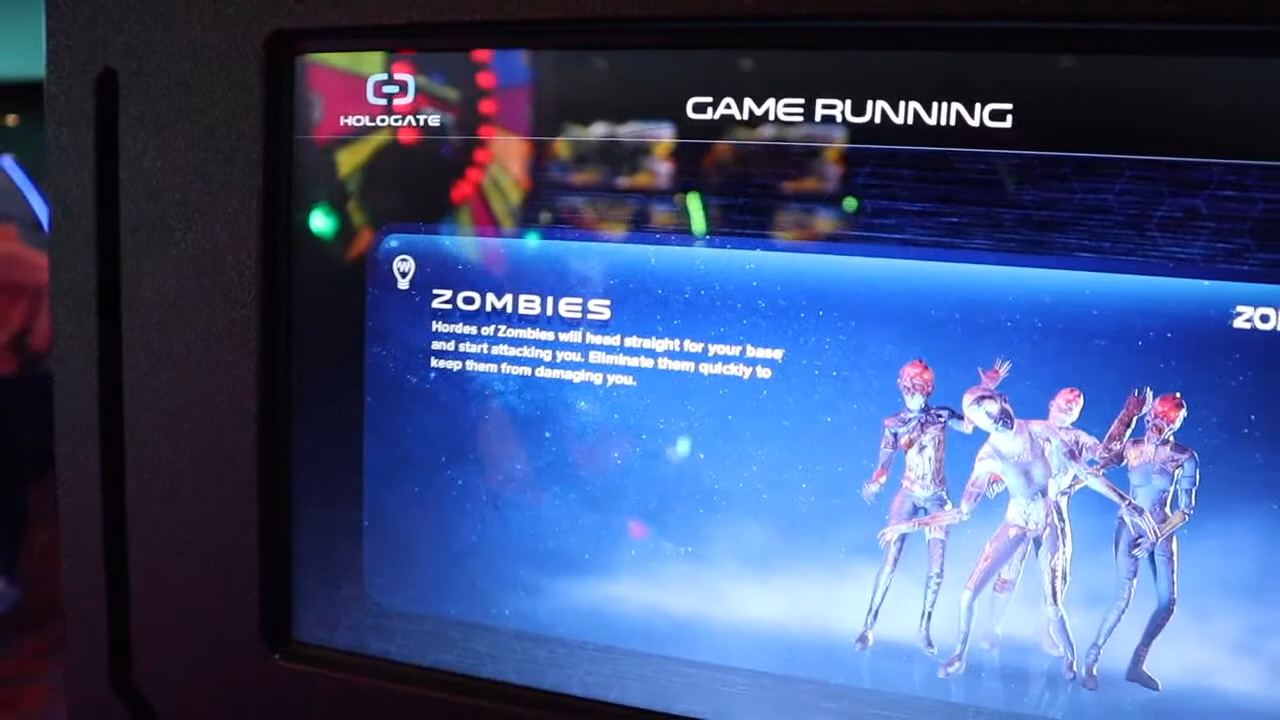 HOLOGATE
GAME RUNNING
ZOMBIES
Hordes of Zombies will head straight for your base
and start attacking you. Eliminate them quickly to
keep them from damaging you.